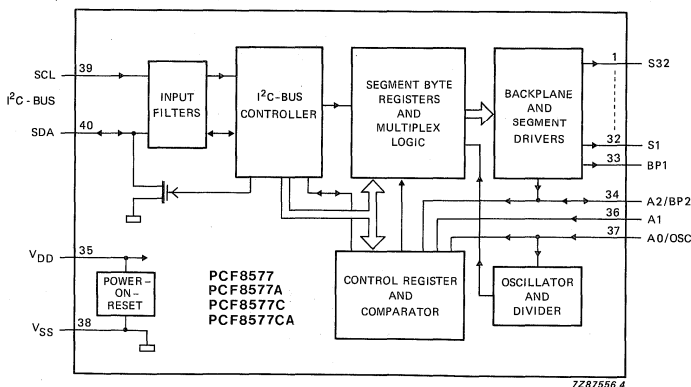 SCL
39
I²C-BUS
SDA
40
INPUT
FILTERS
I²C-BUS
CONTROLLER
SEGMENT BYTE
REGISTERS
AND
MULTIPLEX
LOGIC
BACKPLANE
AND
SEGMENT
DRIVERS
1
S32
32
S1
33
BP1
34
A2/BP2
36
A1
37
A0/OSC
VDD
35
POWER-
ON-
RESET
VSS
38
PCF8577
PCF8577A
PCF8577C
PCF8577CA
CONTROL REGISTER
AND
COMPARATOR
OSCILLATOR
AND
DIVIDER
7Z87556.4